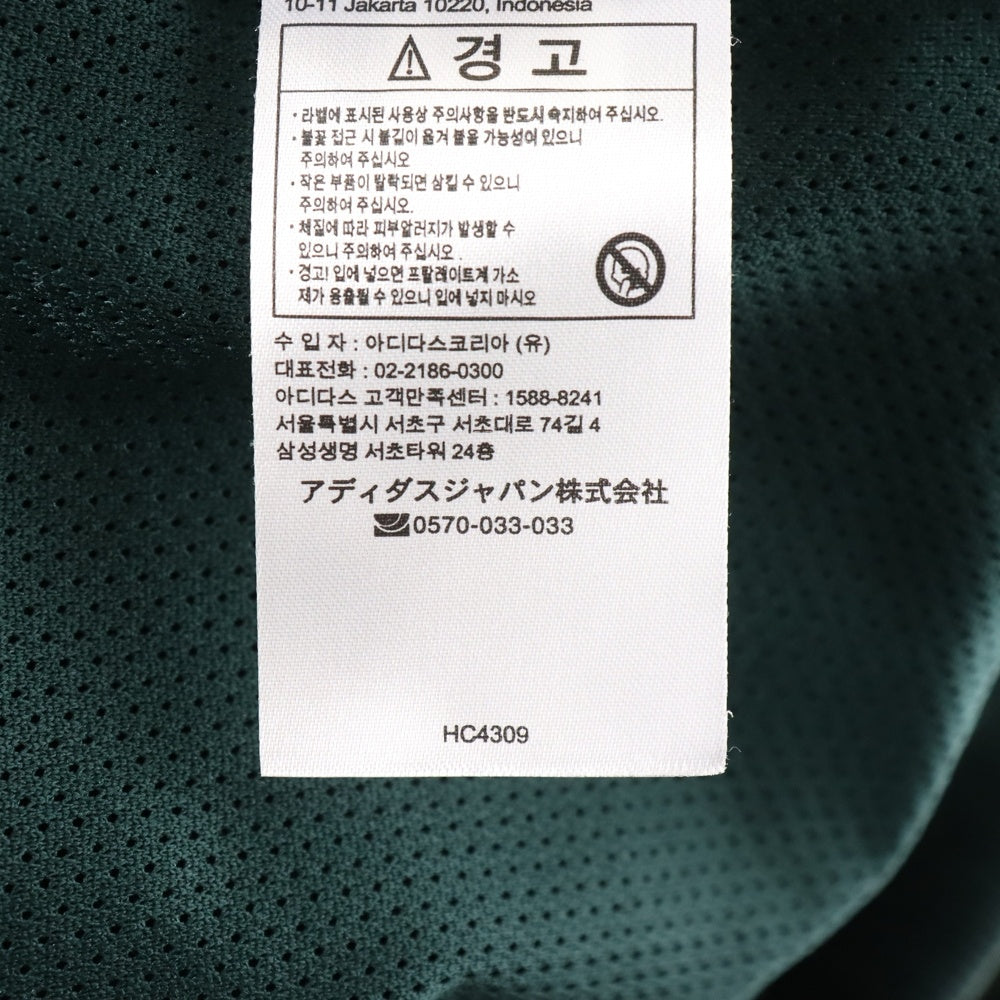 10-11 Jakarta 10220, Indonesia
경 고
· 라벨에 표시된 사용상 주의사항을 반드시 숙지하여 주십시오.
· 불꽃 접근 시 불길이 옮겨 붙을 가능성이 있으니
주의하여 주십시오
· 작은 부품이 탈락되면 삼킬 수 있으니
주의하여 주십시오.
· 체질에 따라 피부알러지가 발생할 수
있으니 주의하여 주십시오 .
· 경고! 입에 넣으면 프탈레이트계 가소
제가 용출될 수 있으니 입에 넣지 마시오
수 입 자 : 아디다스코리아 (유)
대표전화 : 02-2186-0300
아디다스 고객만족센터 : 1588-8241
서울특별시 서초구 서초대로 74길 4
삼성생명 서초타워 24층
アディダスジャパン株式会社
0570-033-033
HC4309